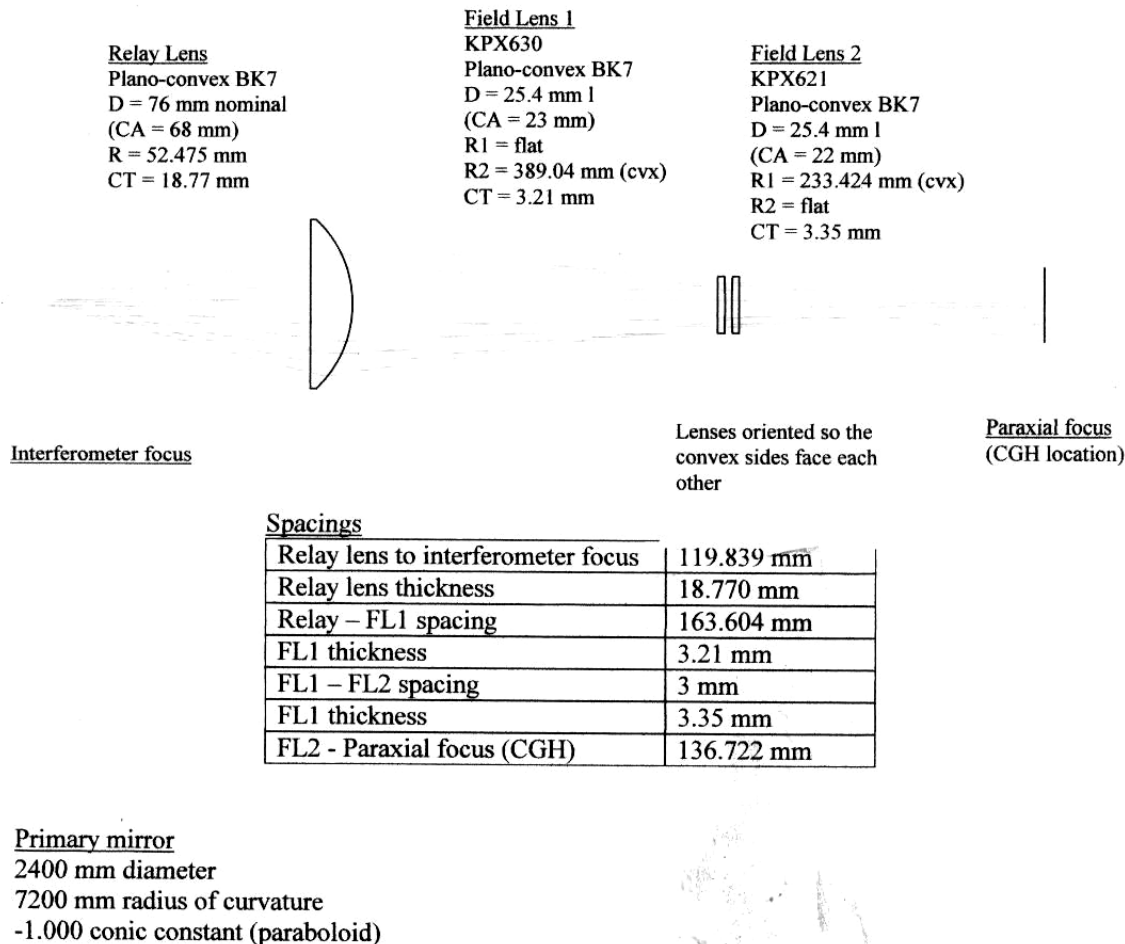 Relay Lens
Plano-convex BK7
D = 76 mm nominal
(CA = 68 mm)
R = 52.475 mm
CT = 18.77 mm
Field Lens 1
KPX630
Plano-convex BK7
D = 25.4 mm l
(CA = 23 mm)
R1 = flat
R2 = 389.04 mm (cvx)
CT = 3.21 mm
Field Lens 2
KPX621
Plano-convex BK7
D = 25.4 mm l
(CA = 22 mm)
R1 = 233.424 mm (cvx)
R2 = flat
CT = 3.35 mm
Interferometer focus
Lenses oriented so the
convex sides face each
other
Paraxial focus
(CGH location)
Spacings
Relay lens to interferometer focus 119.839 mm
Relay lens thickness 18.770 mm
Relay – FL1 spacing 163.604 mm
FL1 thickness 3.21 mm
FL1 – FL2 spacing 3 mm
FL1 thickness 3.35 mm
FL2 - Paraxial focus (CGH) 136.722 mm
Primary mirror
2400 mm diameter
7200 mm radius of curvature
-1.000 conic constant (paraboloid)